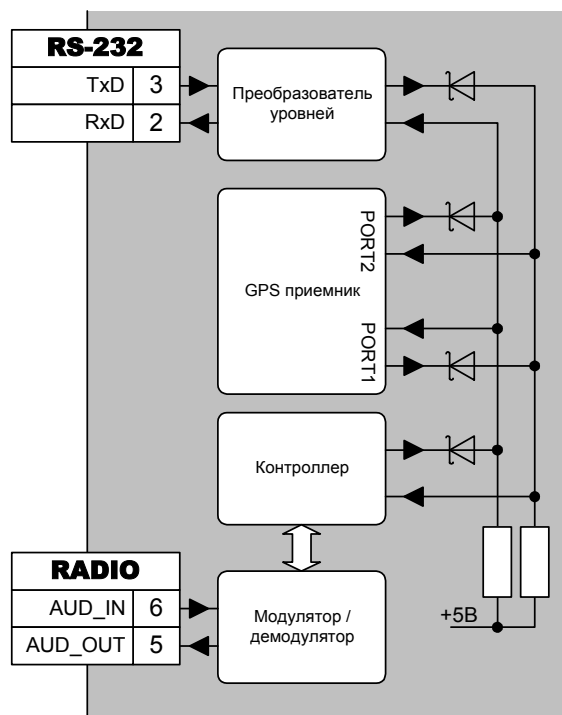 RS-232
TxD 3
RxD 2
Преобразователь
уровней
GPS приемник
PORT2
PORT1
Контроллер
RADIO
AUD_IN 6
AUD_OUT 5
Модулятор /
демодулятор
+5В